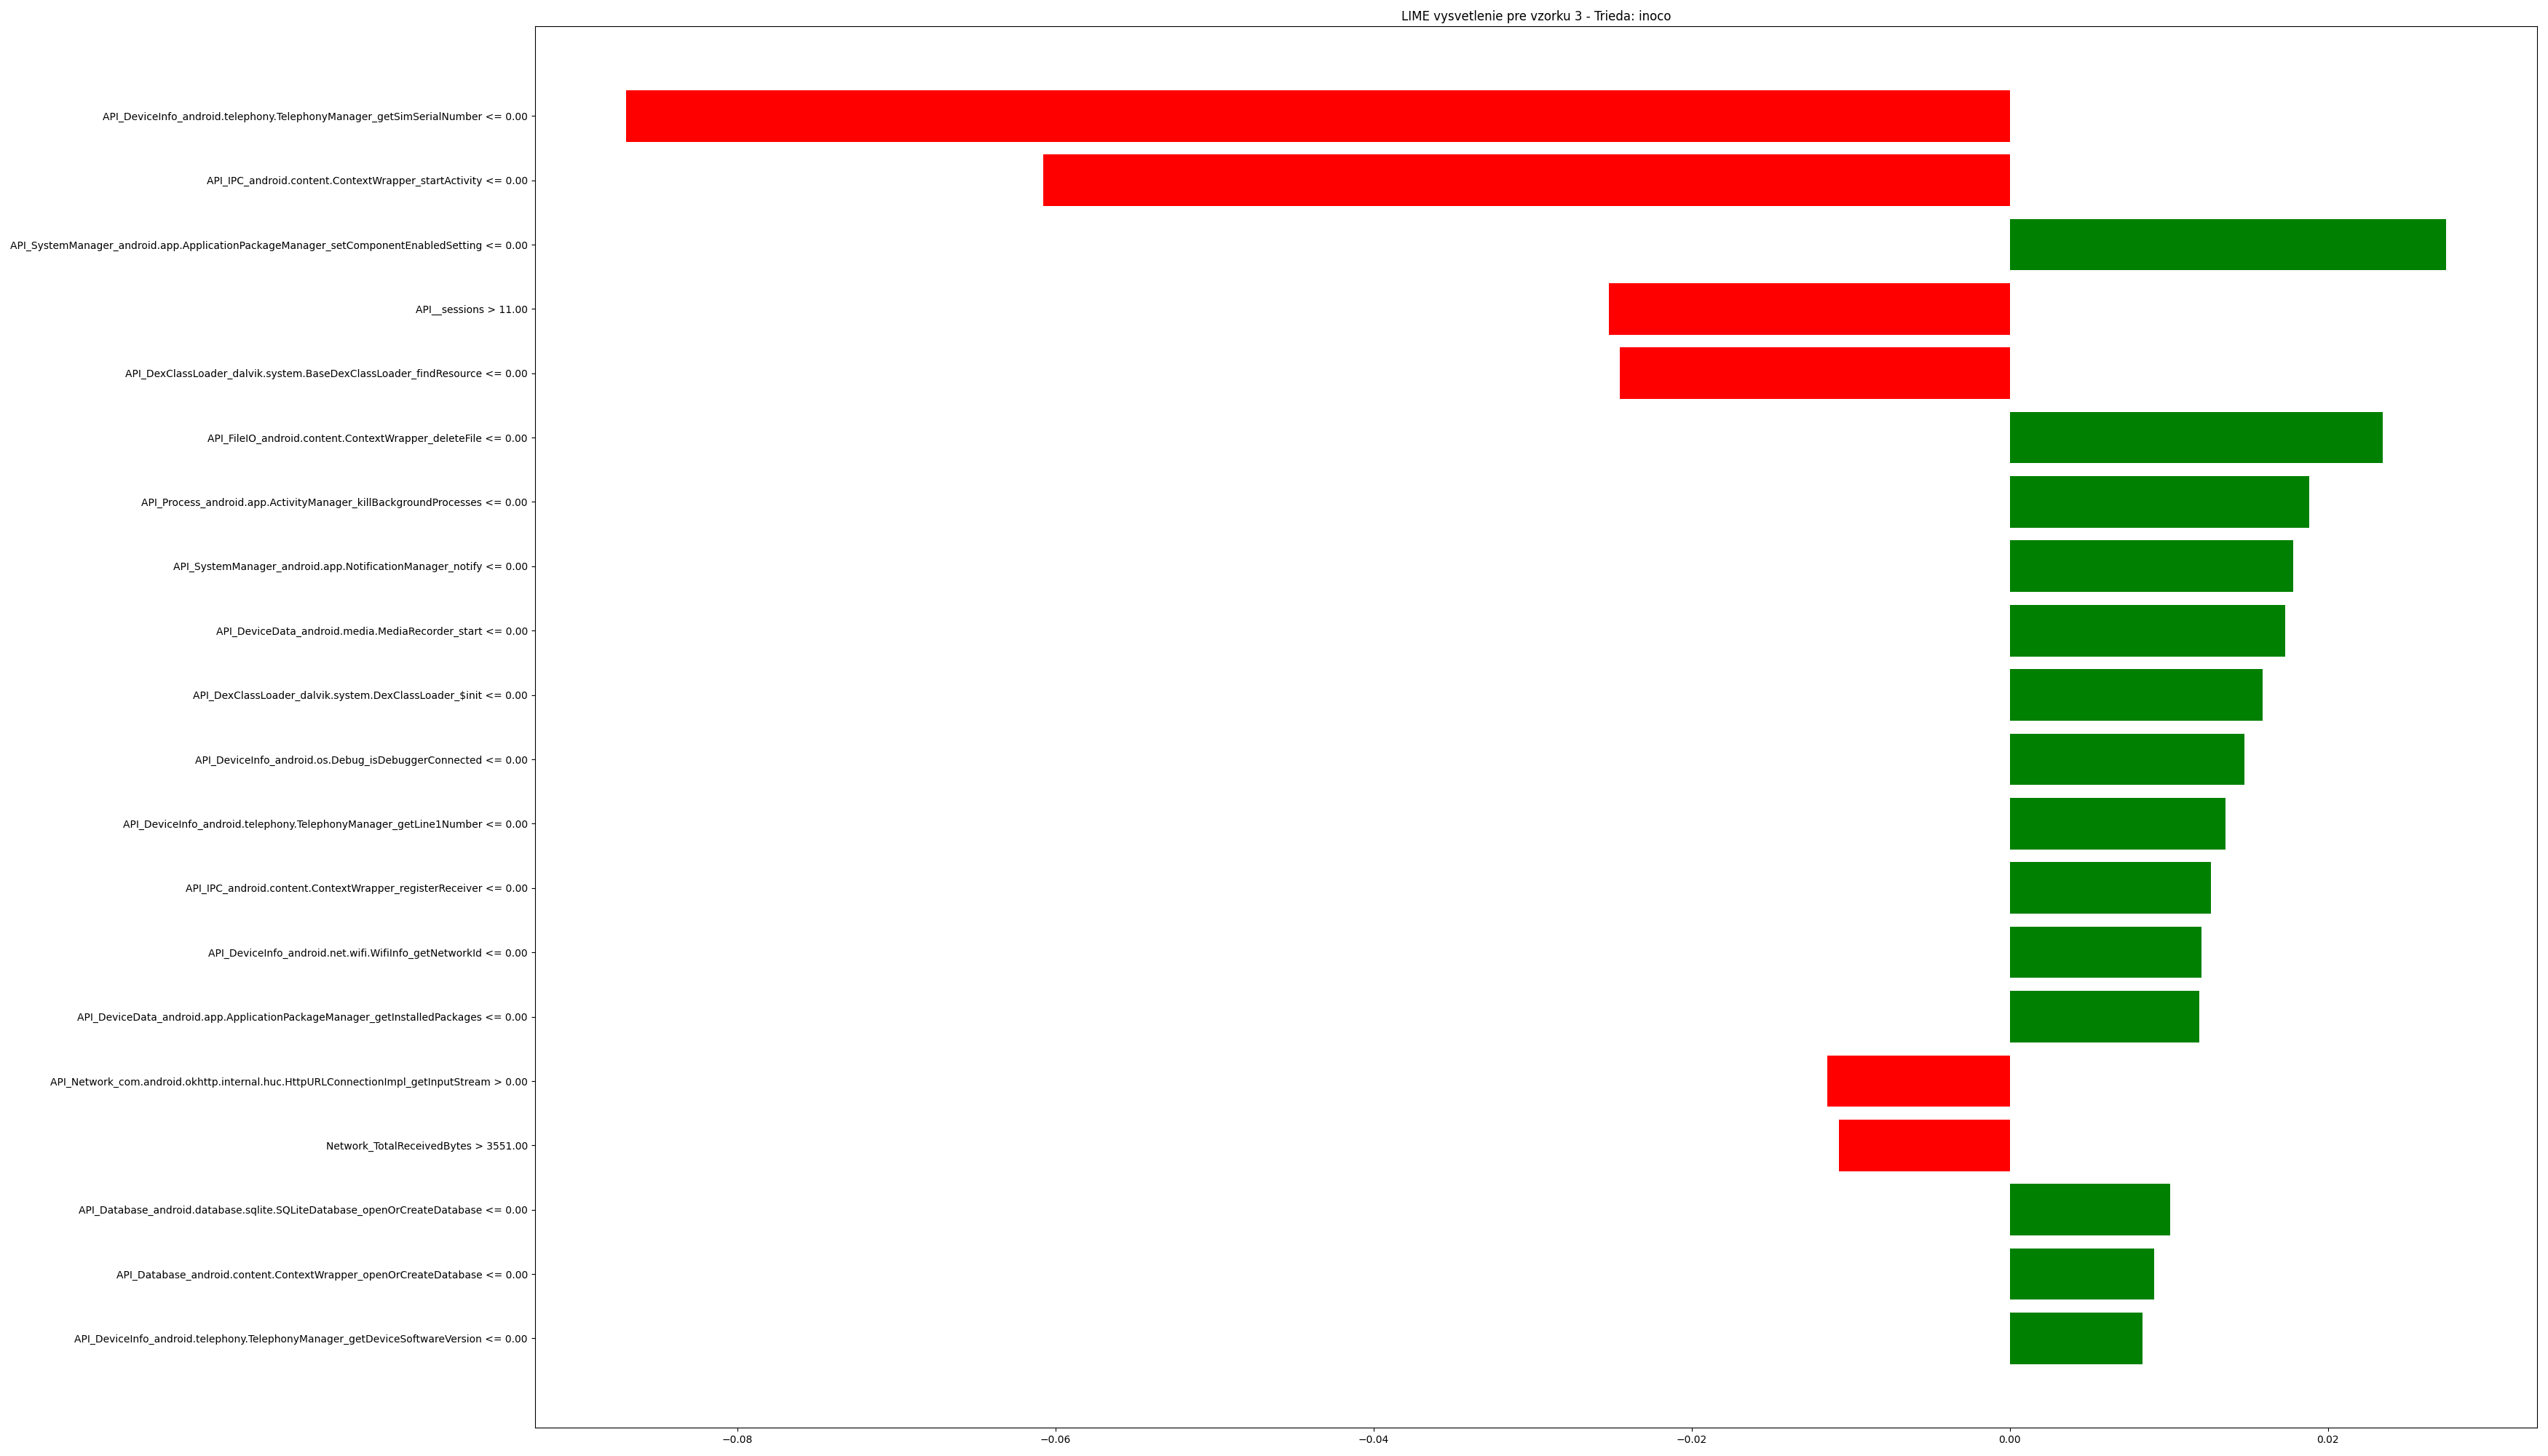 LIME vysvetlenie pre vzorku 3 - Trieda: inoco
API_DeviceInfo_android.telephony.TelephonyManager_getSimSerialNumber <= 0.00
API_IPC_android.content.ContextWrapper_startActivity <= 0.00
API_SystemManager_android.app.ApplicationPackageManager_setComponentEnabledSetting <= 0.00
API__sessions > 11.00
API_DexClassLoader_dalvik.system.BaseDexClassLoader_findResource <= 0.00
API_FileIO_android.content.ContextWrapper_deleteFile <= 0.00
API_Process_android.app.ActivityManager_killBackgroundProcesses <= 0.00
API_SystemManager_android.app.NotificationManager_notify <= 0.00
API_DeviceData_android.media.MediaRecorder_start <= 0.00
API_DexClassLoader_dalvik.system.DexClassLoader_$init <= 0.00
API_DeviceInfo_android.os.Debug_isDebuggerConnected <= 0.00
API_DeviceInfo_android.telephony.TelephonyManager_getLine1Number <= 0.00
API_IPC_android.content.ContextWrapper_registerReceiver <= 0.00
API_DeviceInfo_android.net.wifi.WifiInfo_getNetworkId <= 0.00
API_DeviceData_android.app.ApplicationPackageManager_getInstalledPackages <= 0.00
API_Network_com.android.okhttp.internal.huc.HttpURLConnectionImpl_getInputStream > 0.00
Network_TotalReceivedBytes > 3551.00
API_Database_android.database.sqlite.SQLiteDatabase_openOrCreateDatabase <= 0.00
API_Database_android.content.ContextWrapper_openOrCreateDatabase <= 0.00
API_DeviceInfo_android.telephony.TelephonyManager_getDeviceSoftwareVersion <= 0.00
−0.08 −0.06 −0.04 −0.02 0.00 0.02